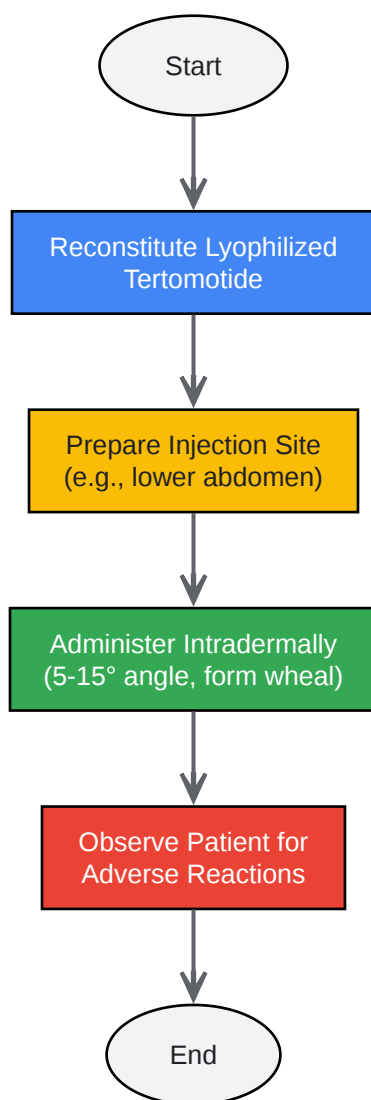 Start
Reconstitute Lyophilized
Tertomotide
Prepare Injection Site
(e.g., lower abdomen)
Administer Intradermally
(5-15° angle, form wheal)
Observe Patient for
Adverse Reactions
End